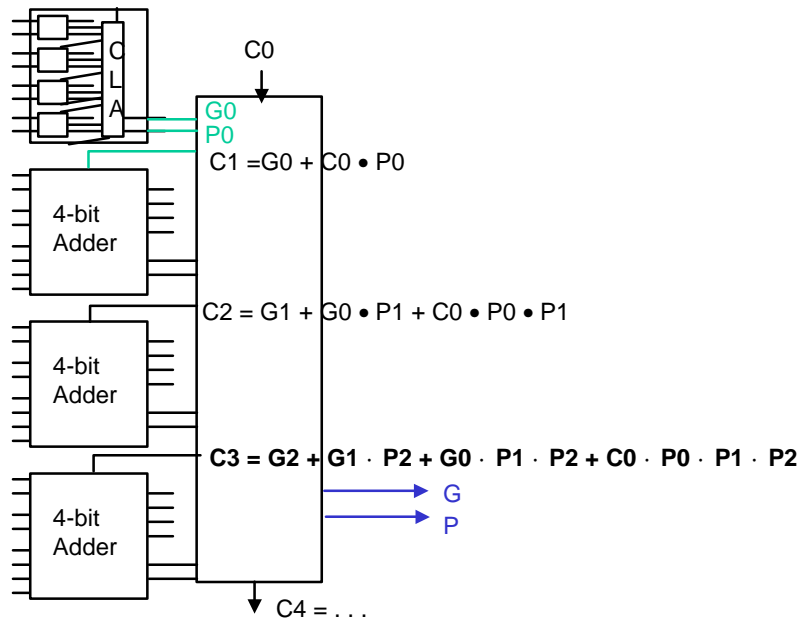 C
L
A
C0
G0
P0
C1 =G0 + C0 • P0
4-bit
Adder
C2 = G1 + G0 • P1 + C0 • P0 • P1
4-bit
Adder
C3 = G2 + G1 · P2 + G0 · P1 · P2 + C0 · P0 · P1 · P2
G
P
4-bit
Adder
C4 = . . .